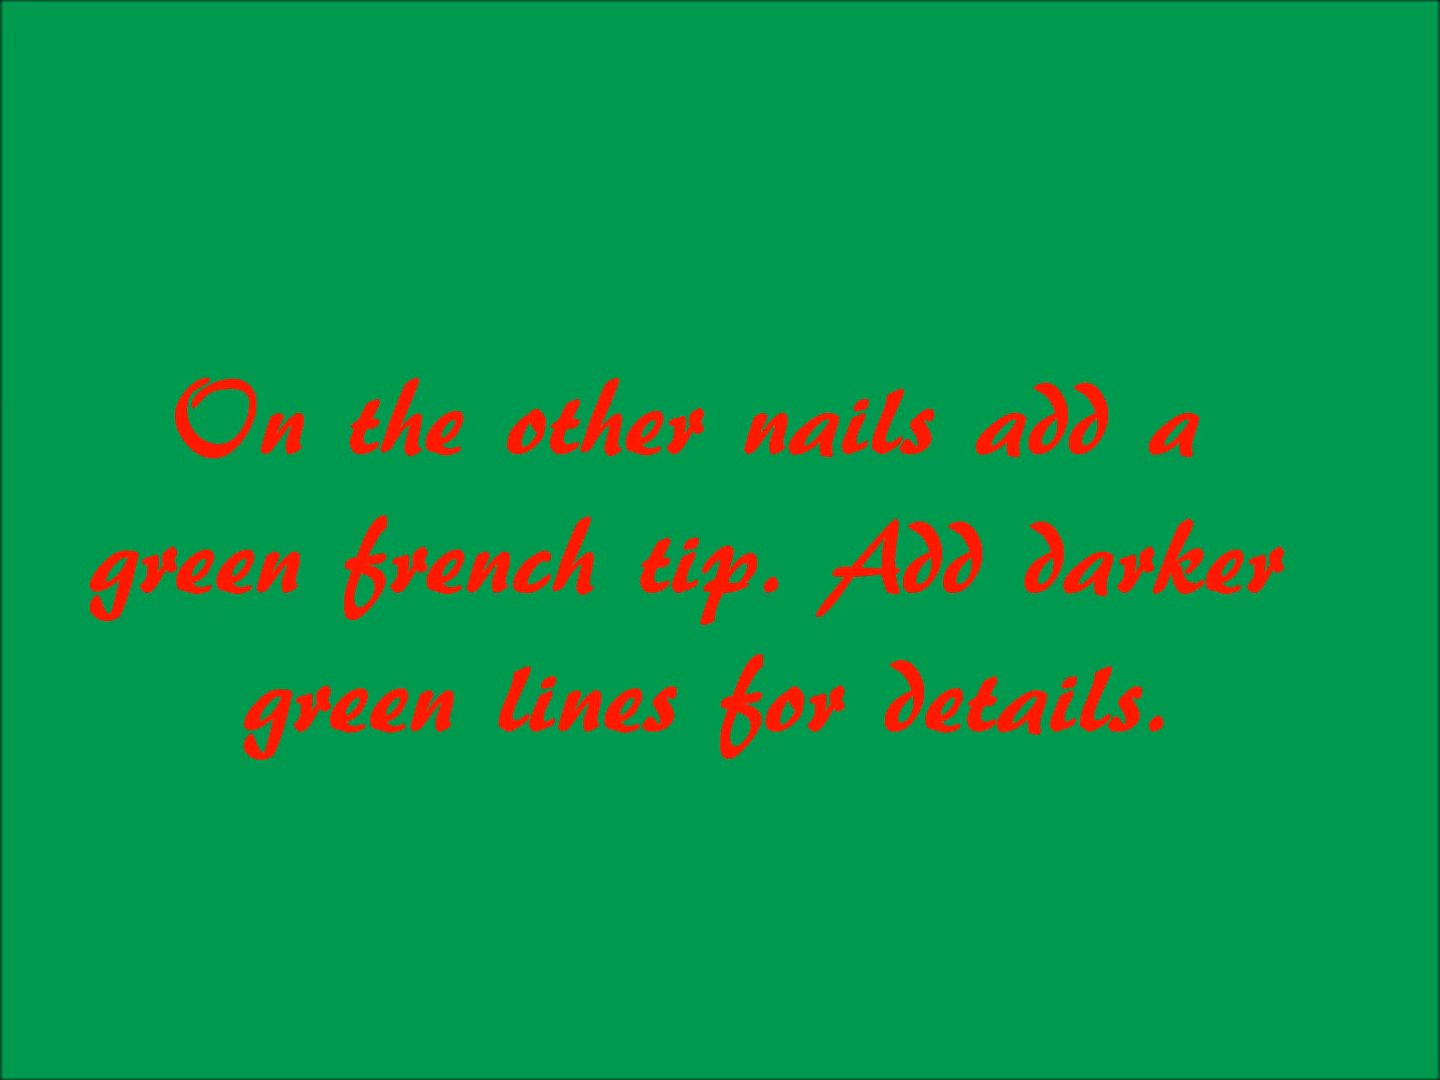 On the other nails add a
green french tip. Add darker
green lines for details.